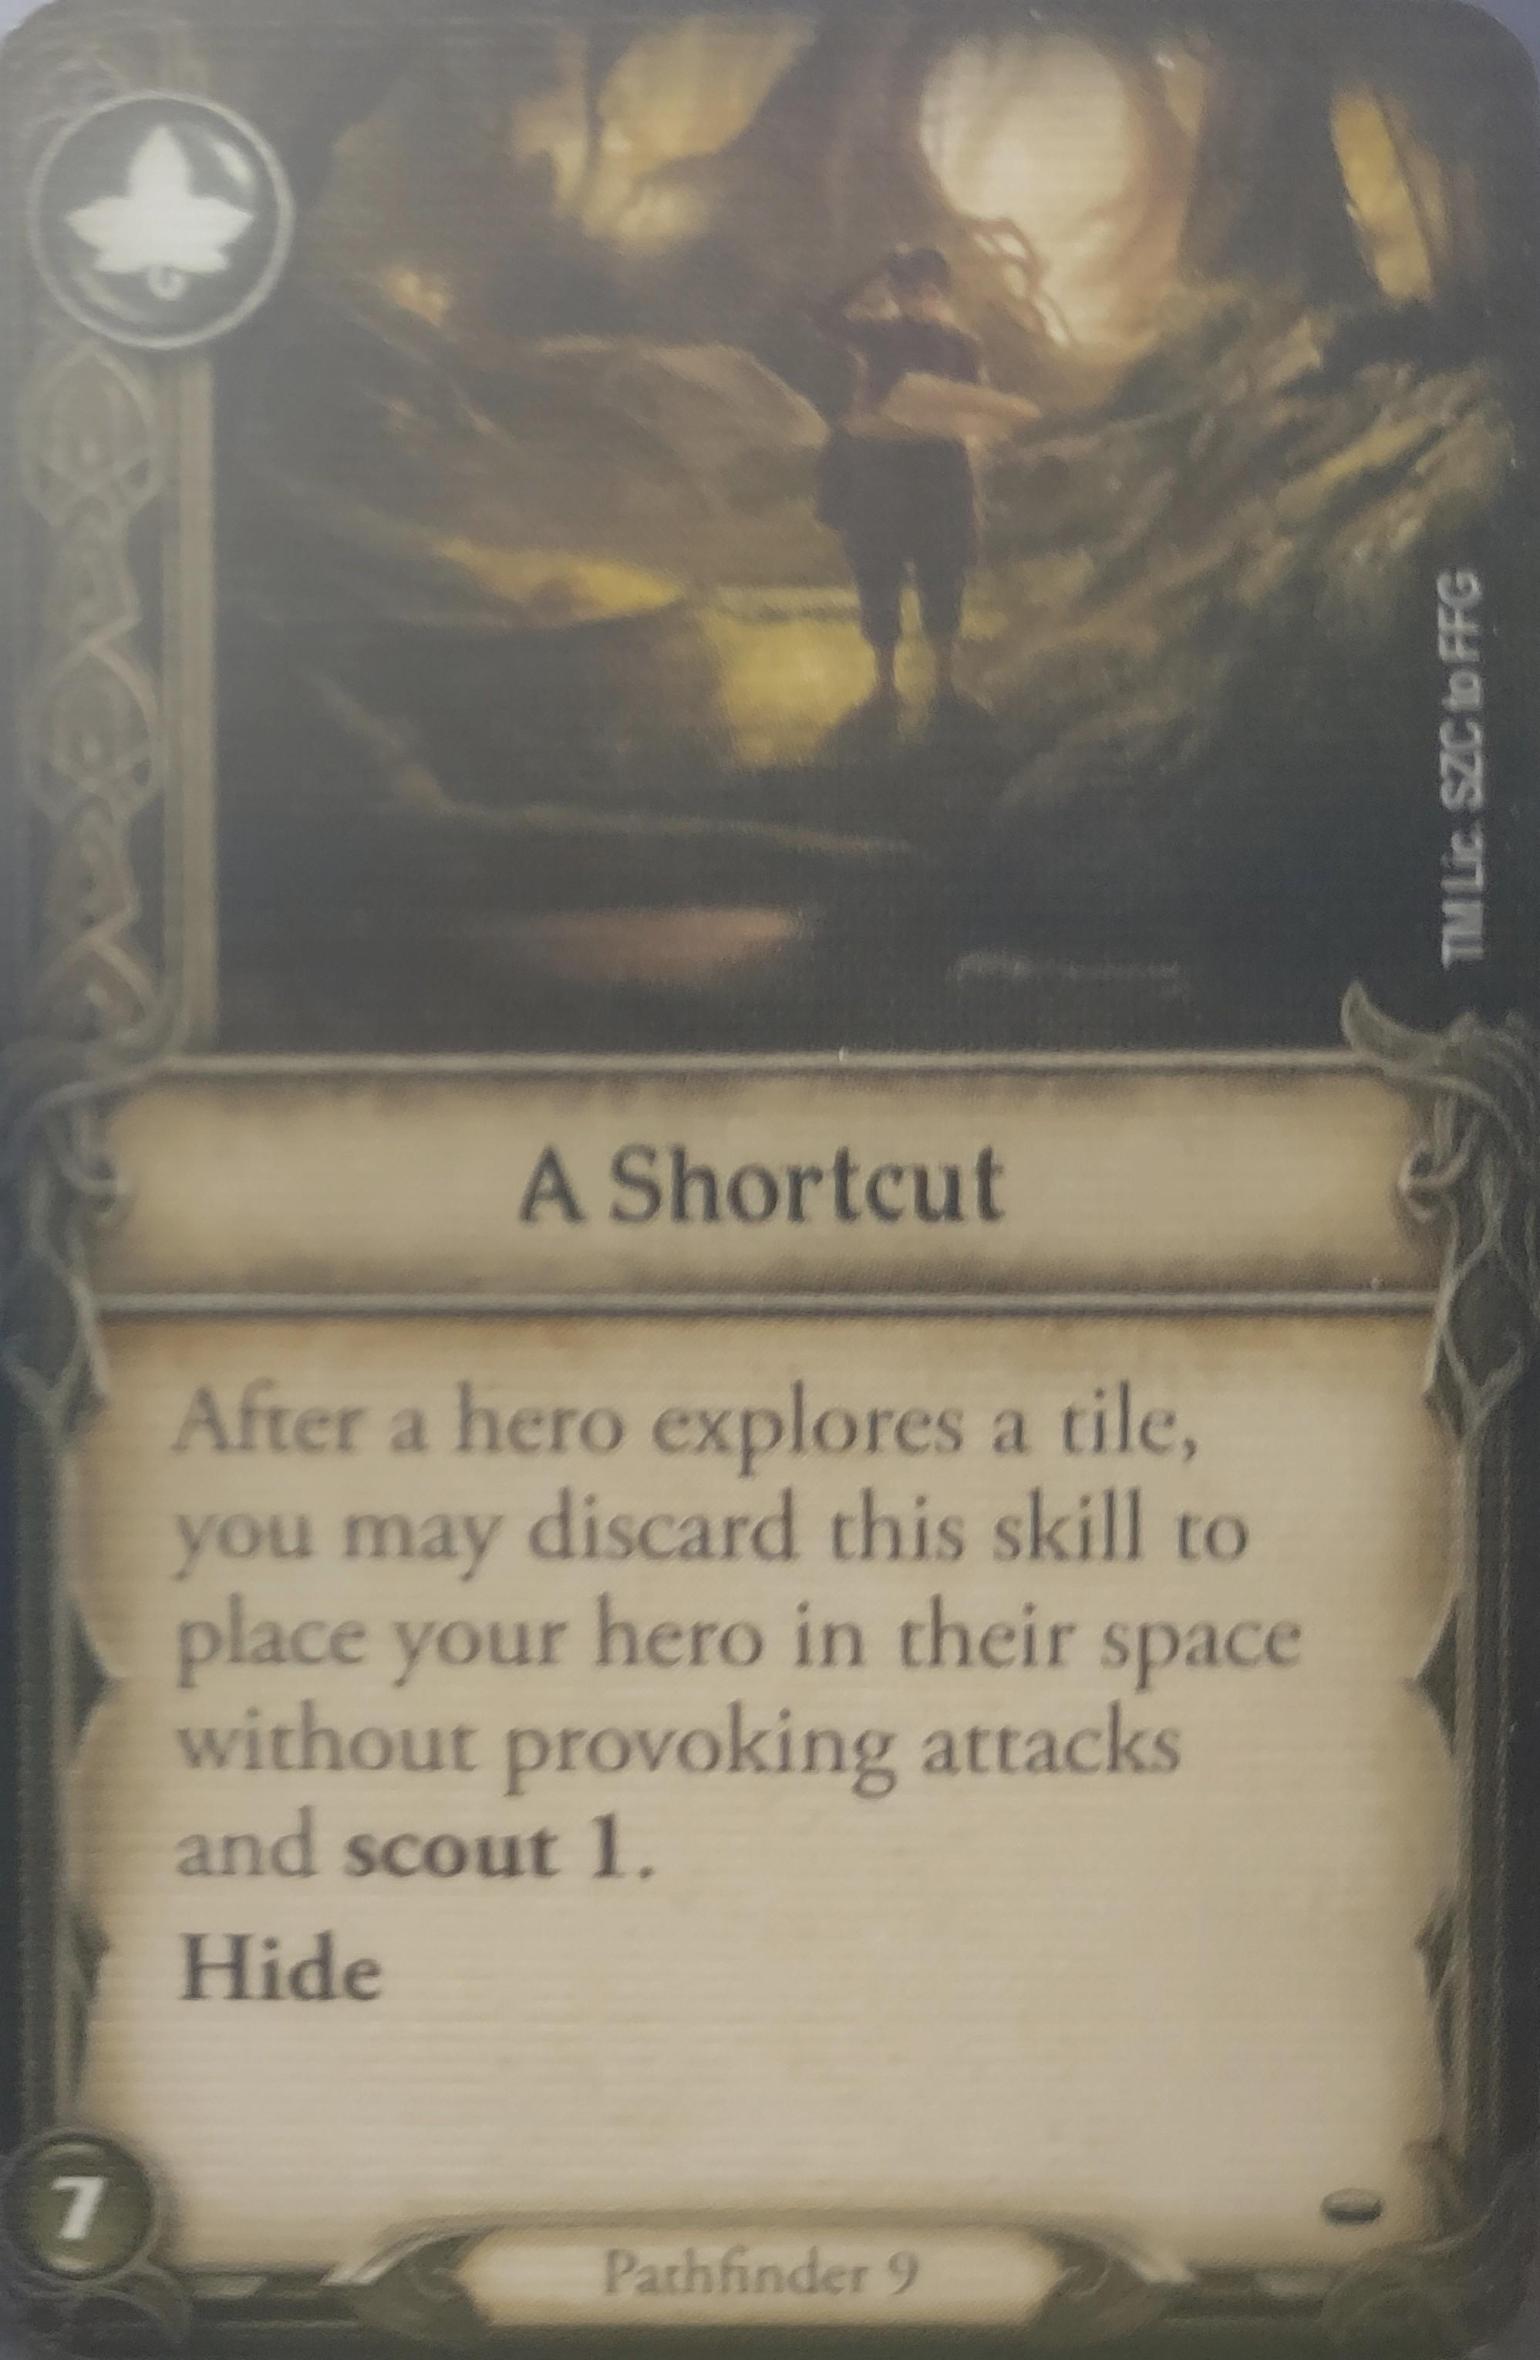 TM Lic. SZC to FFG
A Shortcut
After a hero explores a tile,
you may discard this skill to
place your hero in their space
without provoking attacks
and scout 1.
Hide
7
Pathfinder 9